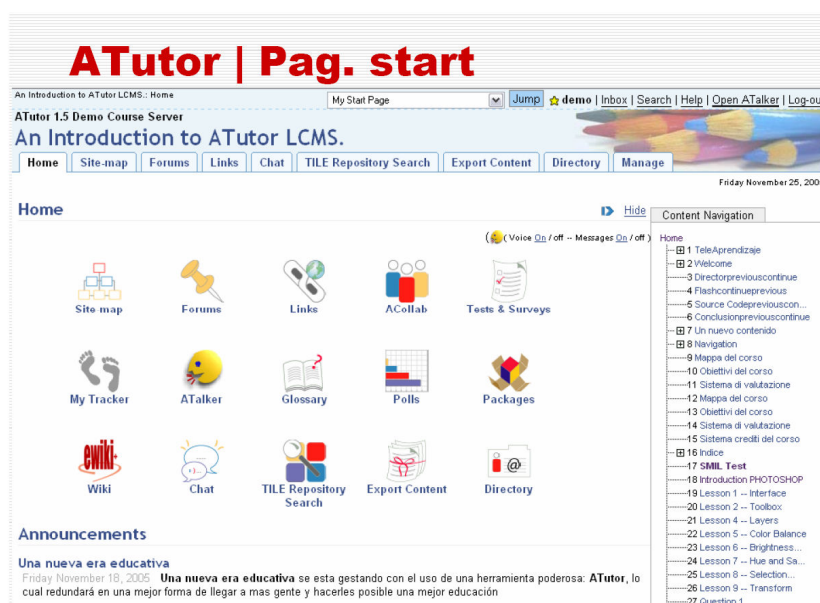 ATutor | Pag. start
An Introduction to ATutor LCMS.: Home
My Start Page Jump demo | Inbox | Search | Help | Open ATalker | Log-ou
ATutor 1.5 Demo Course Server
An Introduction to ATutor LCMS.
Home Site-map Forums Links Chat TILE Repository Search Export Content Directory Manage
Friday November 25, 200
Home
Hide
( ( Voice On / off -- Messages On / off )
Site-map Forums Links ACollab Tests & Surveys
My Tracker ATalker Glossary Polls Packages
ewiki+
@
Wiki Chat TILE Repository Search Export Content Directory
Announcements
Una nueva era educativa
Friday November 18, 2005 Una nueva era educativa se esta gestando con el uso de una herramienta poderosa: ATutor, lo
cual redundará en una mejor forma de llegar a mas gente y hacerles posible una mejor educación
Content Navigation
Home
1 TeleAprendizaje
2 Welcome
3 Directorpreviouscontinue
4 Flashcontinueprevious
5 Source Codepreviouscon...
6 Conclusionpreviouscontinue
7 Un nuevo contenido
8 Navigation
9 Mappa del corso
10 Obiettivi del corso
11 Sistema di valutazione
12 Mappa del corso
13 Obiettivi del corso
14 Sistema di valutazione
15 Sistema crediti del corso
16 Indice
17 SMIL Test
18 Introduction PHOTOSHOP
19 Lesson 1 -- Interface
20 Lesson 2 -- Toolbox
21 Lesson 4 -- Layers
22 Lesson 5 -- Color Balance
23 Lesson 6 -- Brightness...
24 Lesson 7 -- Hue and Sa...
25 Lesson 8 -- Selection...
26 Lesson 9 -- Transform
27 Question 1